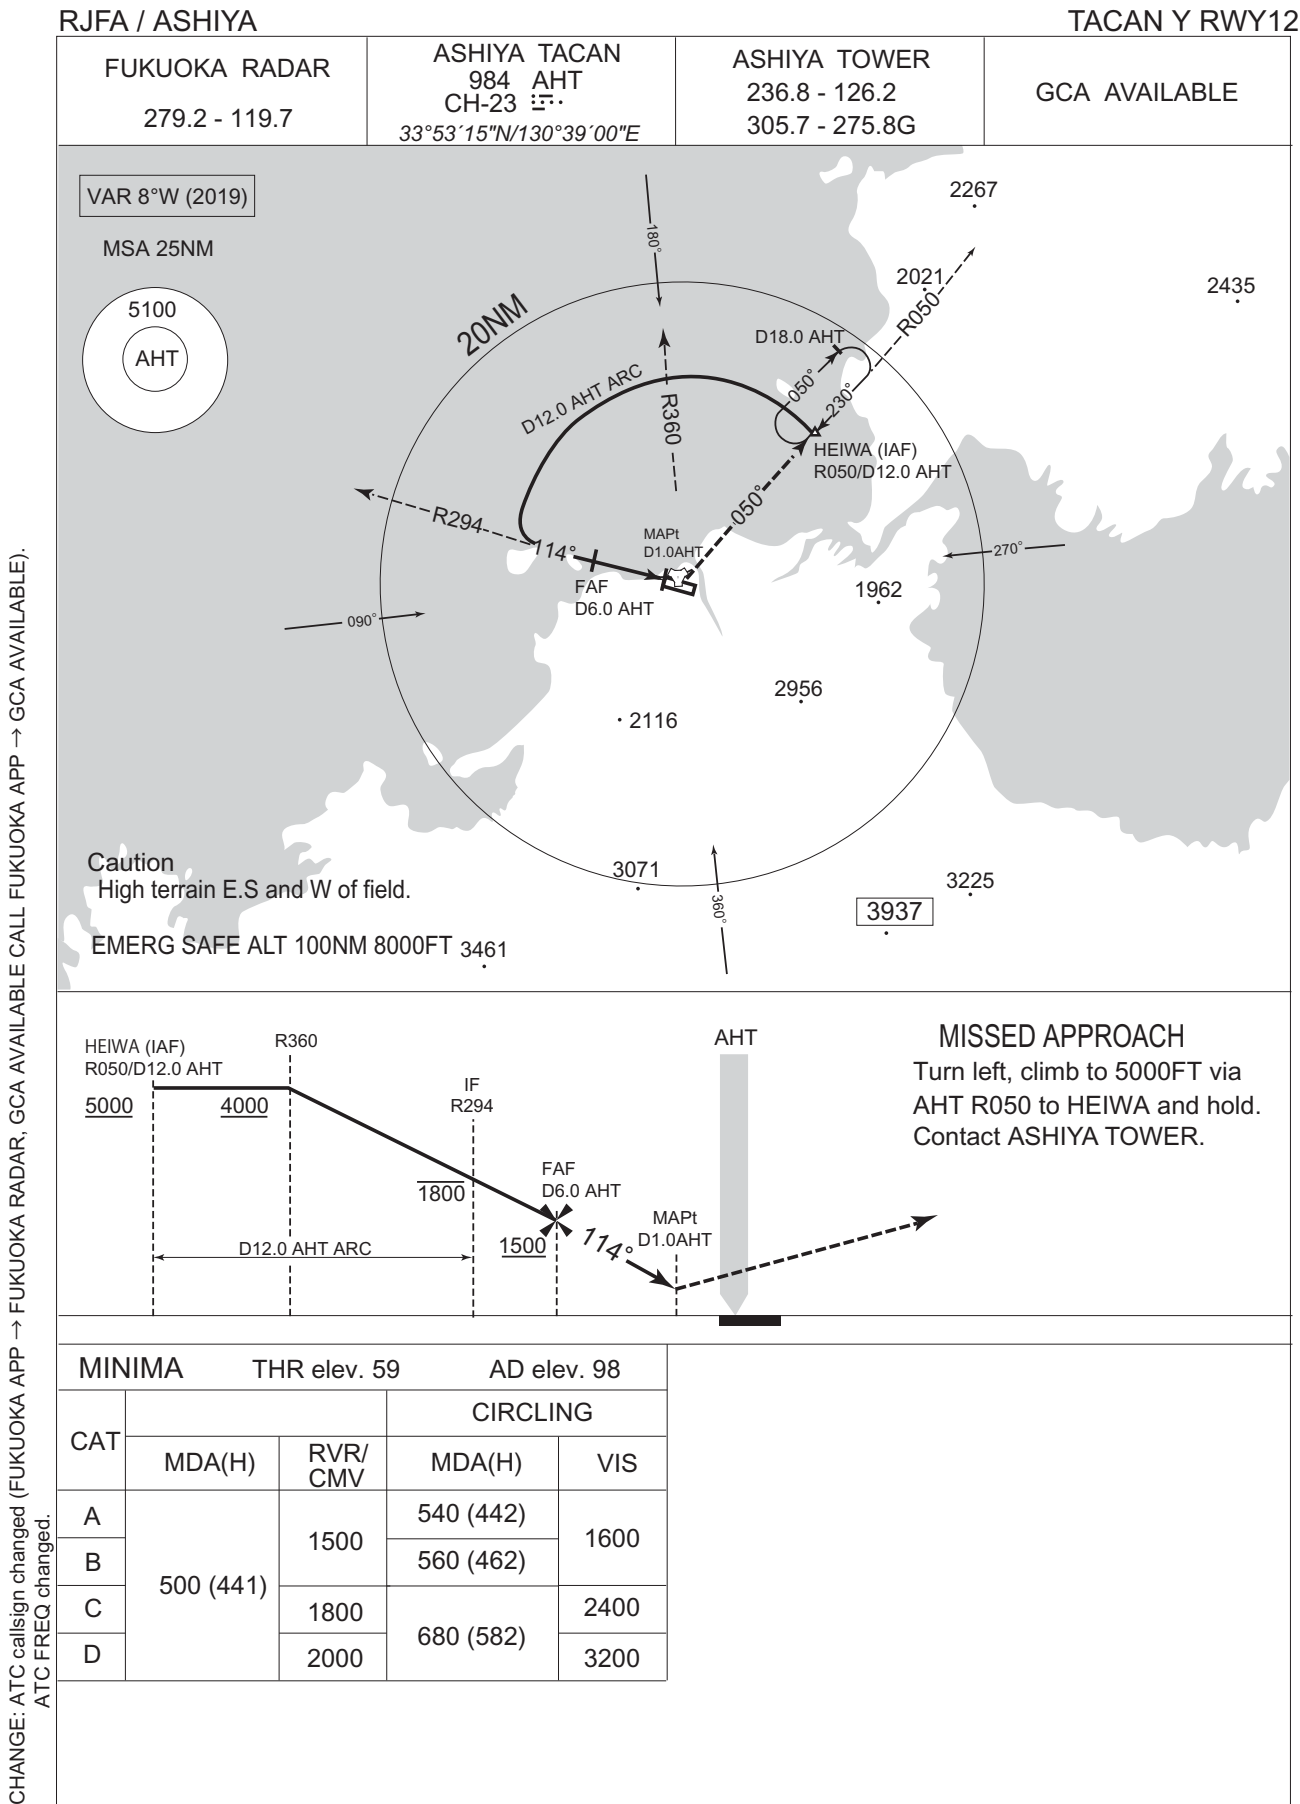 RJFA / ASHIYA
TACAN Y RWY12
FUKUOKA RADAR
279.2 - 119.7
ASHIYA TACAN
984 AHT
CH-23
33°53´15"N/130°39´00"E
ASHIYA TOWER
236.8 - 126.2
305.7 - 275.8G
GCA AVAILABLE
VAR 8°W (2019)
MSA 25NM
5100
AHT
20NM
180°
2267
2021
2435
R050
D18.0 AHT
050°
230°
D12.0 AHT ARC
R360
HEIWA (IAF)
R050/D12.0 AHT
R294
114°
MAPt
D1.0AHT
050°
FAF
D6.0 AHT
270°
090°
1962
2956
2116
3071
360°
3225
3937
3461
Caution
High terrain E.S and W of field.
EMERG SAFE ALT 100NM 8000FT
HEIWA (IAF)
R050/D12.0 AHT
5000
R360
4000
IF
R294
1800
FAF
D6.0 AHT
1500
D12.0 AHT ARC
114°
MAPt
D1.0AHT
AHT
MISSED APPROACH
Turn left, climb to 5000FT via
AHT R050 to HEIWA and hold.
Contact ASHIYA TOWER.
MINIMA THR elev. 59 AD elev. 98
CAT
CIRCLING
MDA(H)
RVR/
CMV
MDA(H)
VIS
A
B
C
D
500 (441)
1500
1800
2000
540 (442)
560 (462)
680 (582)
1600
2400
3200
CHANGE: ATC callsign changed (FUKUOKA APP → FUKUOKA RADAR, GCA AVAILABLE CALL FUKUOKA APP → GCA AVAILABLE).
ATC FREQ changed.